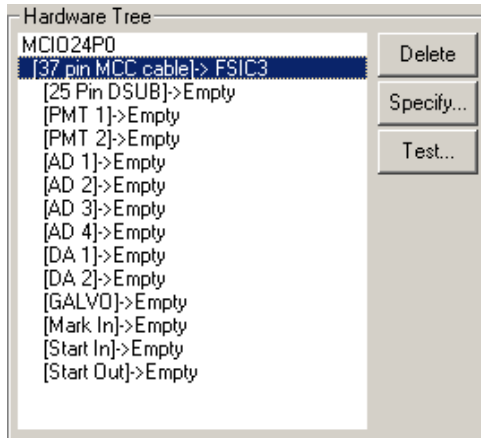 Hardware Tree
MCIO24P0
[37 pin MCC cable]-> FSIC3
[25 Pin DSUB]->Empty
[PMT 1]->Empty
[PMT 2]->Empty
[AD 1]->Empty
[AD 2]->Empty
[AD 3]->Empty
[AD 4]->Empty
[DA 1]->Empty
[DA 2]->Empty
[GALVO]->Empty
[Mark In]->Empty
[Start In]->Empty
[Start Out]->Empty
Delete
Specify...
Test...